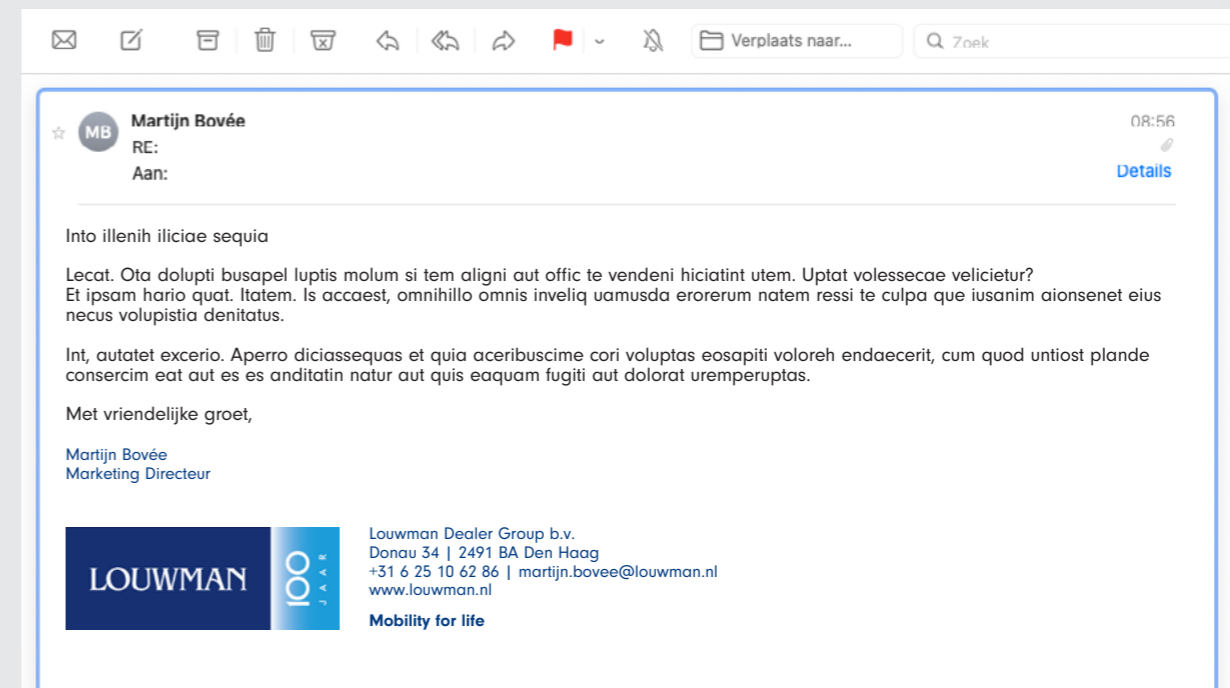 Verplaats naar...
Zoek
MB
Martijn Bovée
08:56
RE:
Aan:
Details
Into illenih iliciae sequia
Lecat. Ota dolupti busapel luptis molum si tem aligni aut offic te vendeni hiciatint utem. Uptat volessecae velicietur?
Et ipsam hario quat. Itatem. Is accaest, omnihillo omnis inveliq uamusda erorerum natem ressi te culpa que iusanim aionsenet eius
necus volupistia denitatus.
Int, autatet excerio. Aperro diciassequas et quia aceribuscime cori voluptas eosapiti voloreh endaecerit, cum quod untiost plande
consercim eat aut es es anditatin natur aut quis eaquam fugiti aut dolorat uremperuptas.
Met vriendelijke groet,
Martijn Bovée
Marketing Directeur
LOUWMAN
100
JAAR
Louwman Dealer Group b.v.
Donau 34 | 2491 BA Den Haag
+31 6 25 10 62 86 | martijn.bovee@louwman.nl
www.louwman.nl
Mobility for life